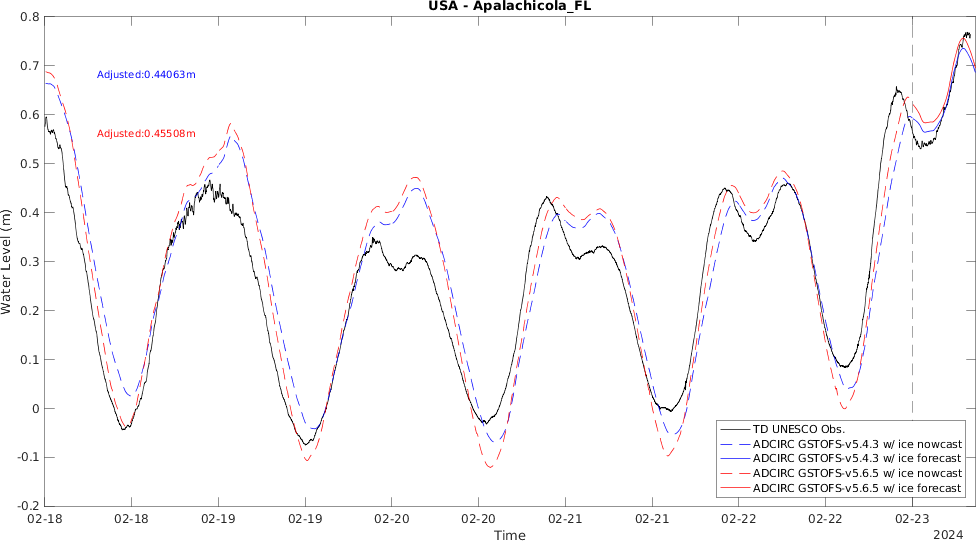 USA - Apalachicola_FL
0.8
0.7
0.6
0.5
0.4
0.3
0.2
0.1
0
-0.1
-0.2
Water Level (m)
Adjusted:0.44063m
Adjusted:0.45508m
TD UNESCO Obs.
ADCIRC GSTOFS-v5.4.3 w/ ice nowcast
ADCIRC GSTOFS-v5.4.3 w/ ice forecast
ADCIRC GSTOFS-v5.6.5 w/ ice nowcast
ADCIRC GSTOFS-v5.6.5 w/ ice forecast
02-18 02-18 02-19 02-19 02-20 02-20 02-21 02-21 02-22 02-22 02-23
Time
2024